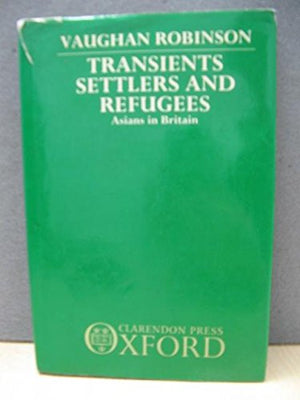 VAUGHAN ROBINSON
TRANSIENTS
SETTLERS AND
REFUGEES
Asians in Britain
CLARENDON PRESS
OXFORD